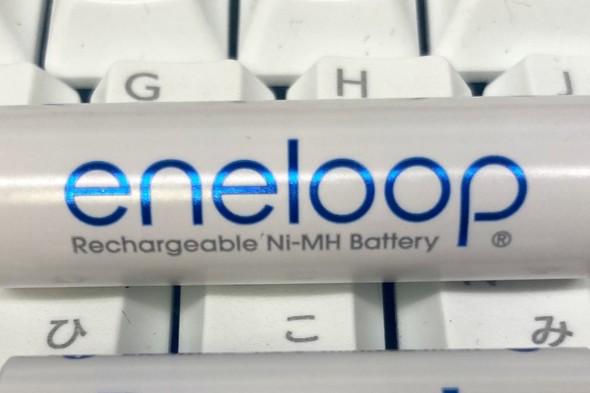 G H J
eneloop
Rechargeable Ni-MH Battery ®
ひ こ み